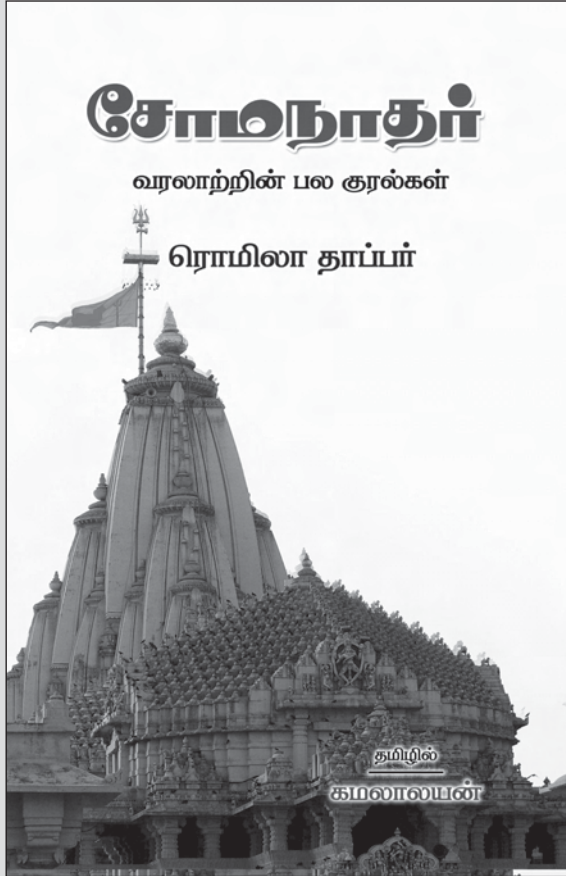 சோமநாதர்
வரலாற்றின் பல குரல்கள்
ரொமிலா தாப்பர்
தமிழில்
கமலாலயன்